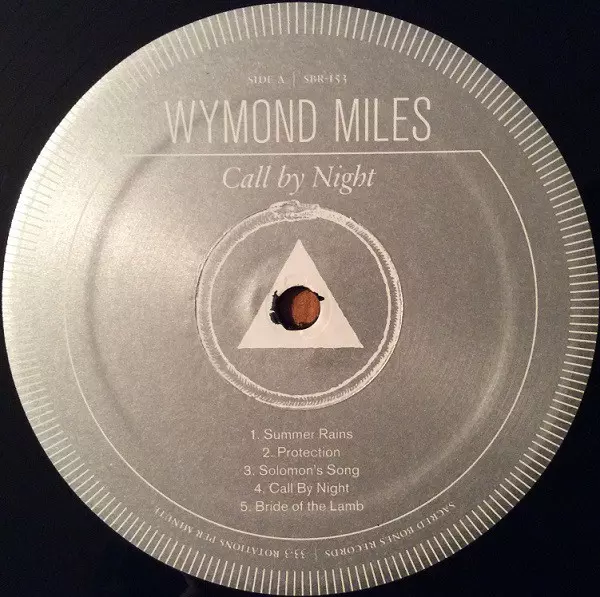 SIDE A | SBR-153
WYMOND MILES
Call by Night
1. Summer Rains
2. Protection
3. Solomon's Song
4. Call By Night
5. Bride of the Lamb
SACRED BONES RECORDS | 33.3 ROTATIONS PER MINUTE